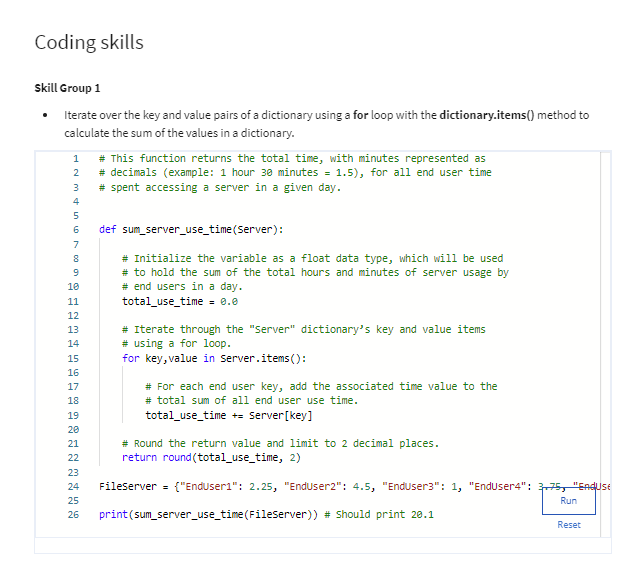 Coding skills
Skill Group 1
• Iterate over the key and value pairs of a dictionary using a for loop with the dictionary.items() method to
calculate the sum of the values in a dictionary.
1 # This function returns the total time, with minutes represented as
2 # decimals (example: 1 hour 30 minutes = 1.5), for all end user time
3 # spent accessing a server in a given day.
4
5
6 def sum_server_use_time(Server):
7
8 # Initialize the variable as a float data type, which will be used
9 # to hold the sum of the total hours and minutes of server usage by
10 # end users in a day.
11 total_use_time = 0.0
12
13 # Iterate through the "Server" dictionary's key and value items
14 # using a for loop.
15 for key,value in Server.items():
16
17 # For each end user key, add the associated time value to the
18 # total sum of all end user use time.
19 total_use_time += Server[key]
20
21 # Round the return value and limit to 2 decimal places.
22 return round(total_use_time, 2)
23
24 FileServer = {"EndUser1": 2.25, "EndUser2": 4.5, "EndUser3": 1, "EndUser4": 3.75, "EndUse
25
26 print(sum_server_use_time(FileServer)) # Should print 20.1
Run
Reset